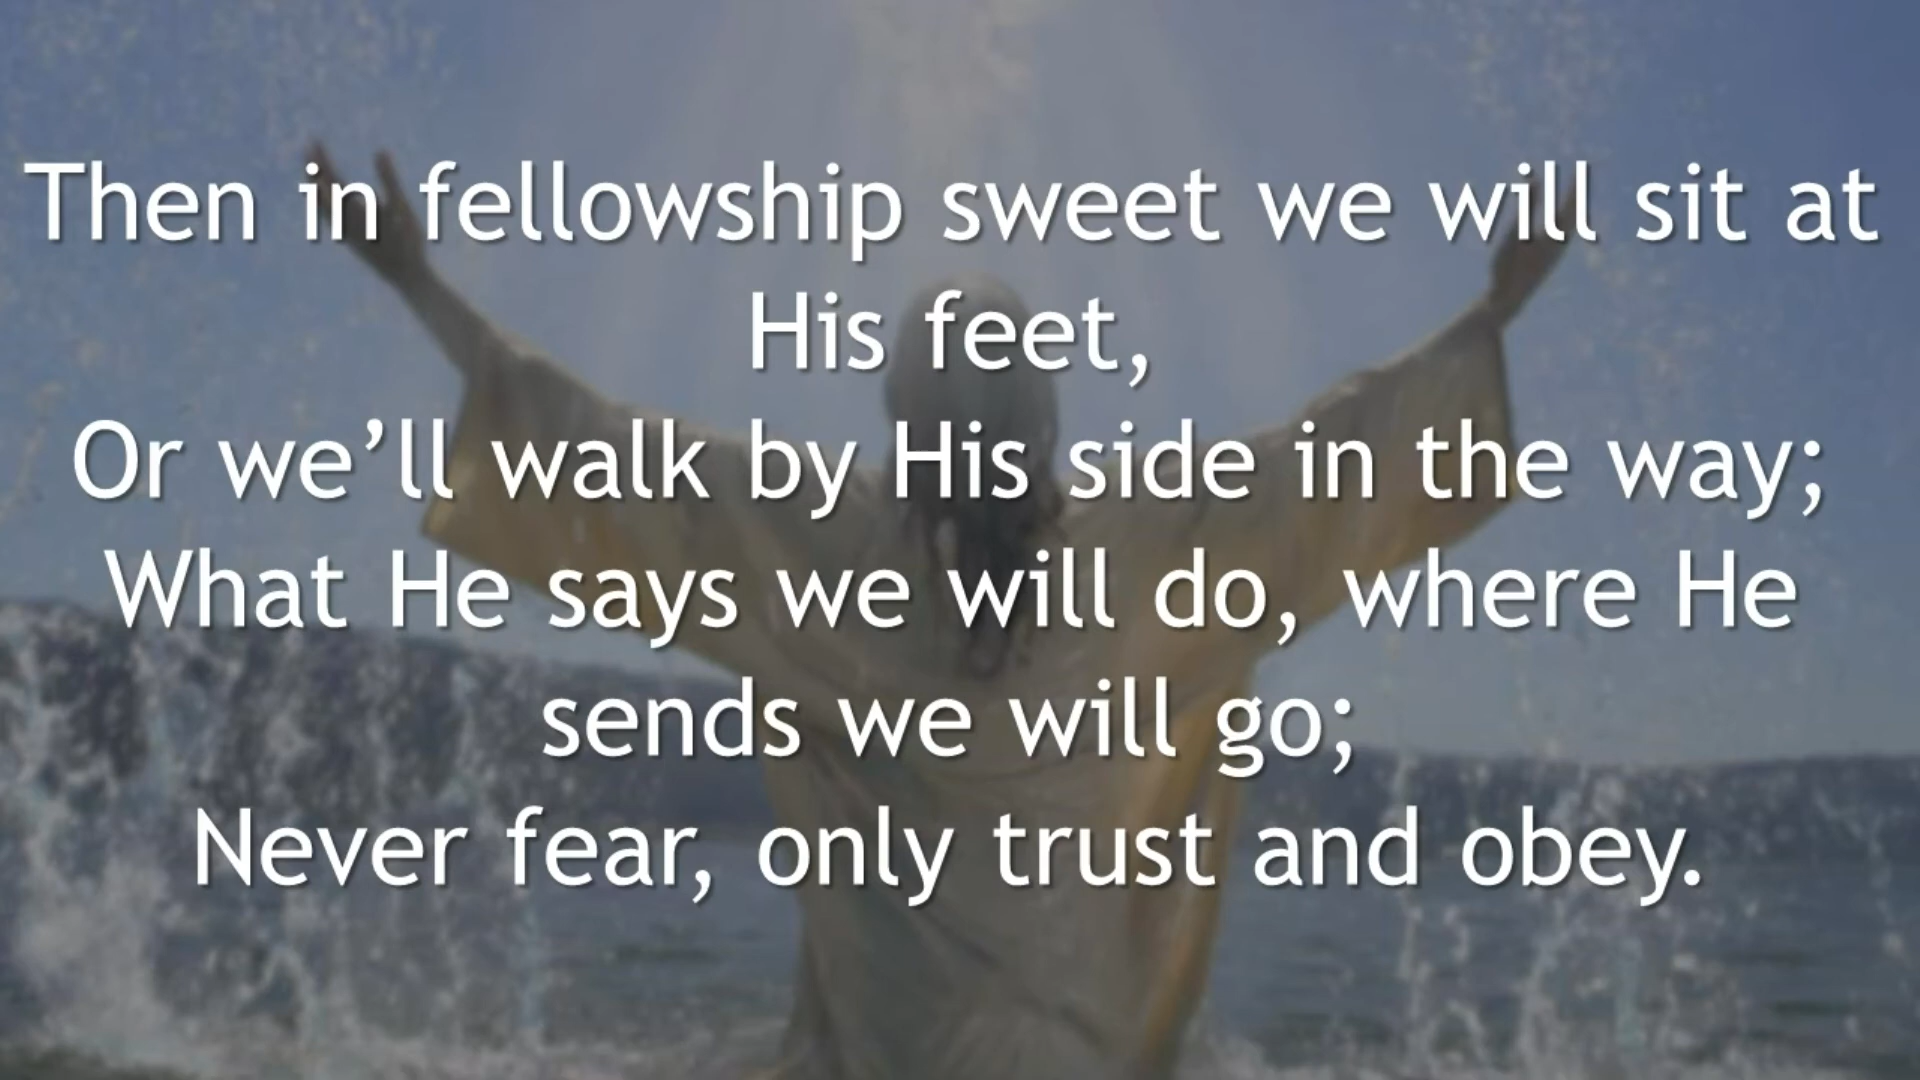 Then in fellowship sweet we will sit at
His feet,
Or we’ll walk by His side in the way;
What He says we will do, where He
sends we will go;
Never fear, only trust and obey.